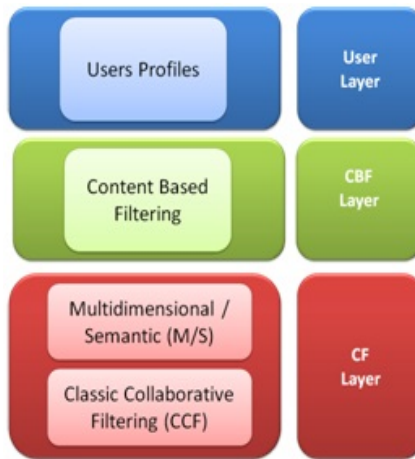 Users Profiles
User
Layer
Content Based
Filtering
CBF
Layer
Multidimensional /
Semantic (M/S)
Classic Collaborative
Filtering (CCF)
CF
Layer